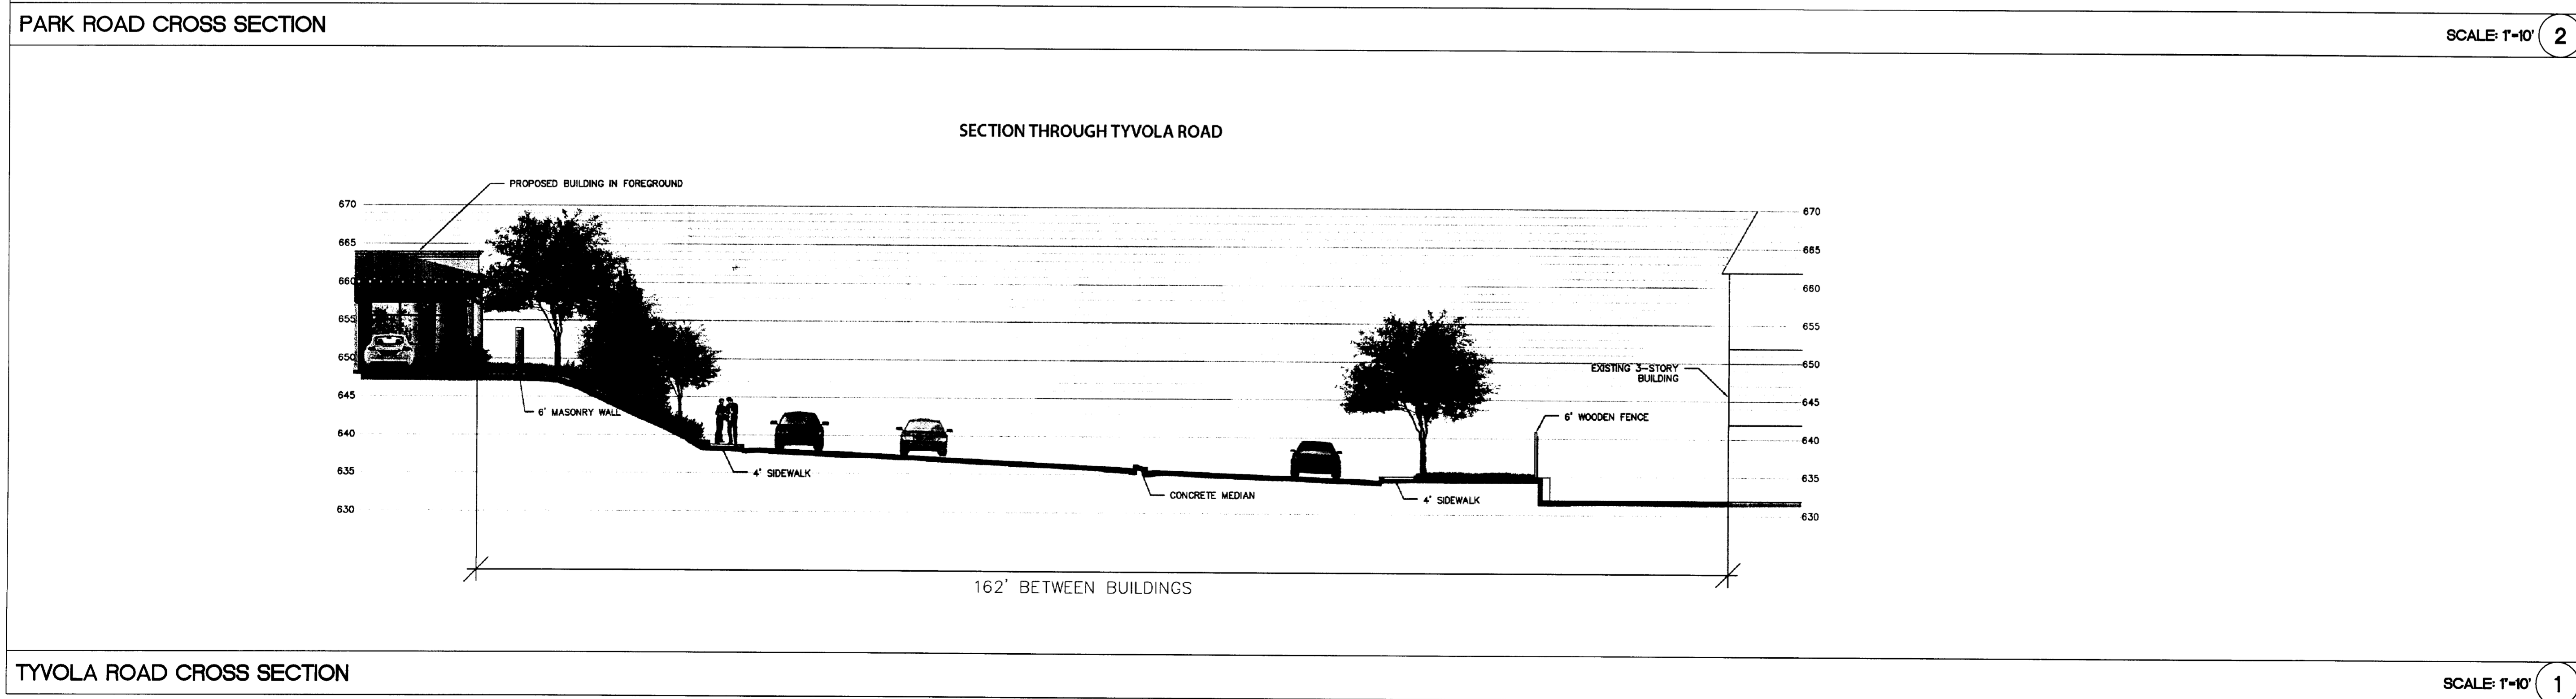 PARK ROAD CROSS SECTION
SCALE: 1"=10'
2
SECTION THROUGH TYVOLA ROAD
PROPOSED BUILDING IN FOREGROUND
670
665
660
655
650
645
640
635
630
670
665
660
655
650
645
640
635
630
6' MASONRY WALL
4' SIDEWALK
CONCRETE MEDIAN
4' SIDEWALK
6' WOODEN FENCE
EXISTING 3-STORY
BUILDING
162' BETWEEN BUILDINGS
TYVOLA ROAD CROSS SECTION
SCALE: 1"=10'
1